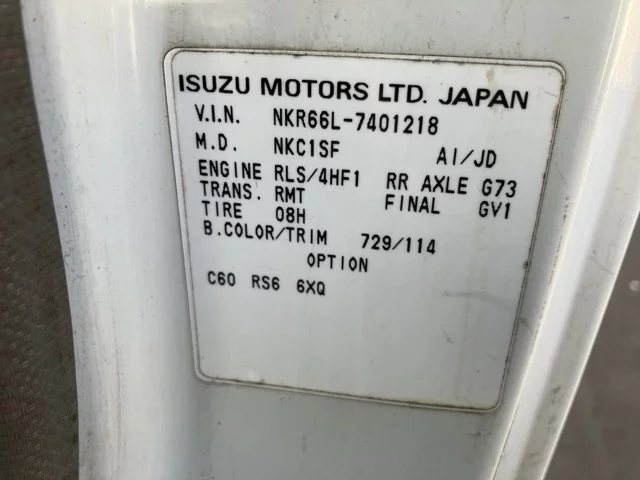 ISUZU MOTORS LTD. JAPAN
V.I.N. NKR66L-7401218
M.D. NKC1SF AI/JD
ENGINE RLS/4HF1 RR AXLE G73
TRANS. RMT FINAL GV1
TIRE 08H
B.COLOR/TRIM 729/114
OPTION
C60 RS6 6XQ